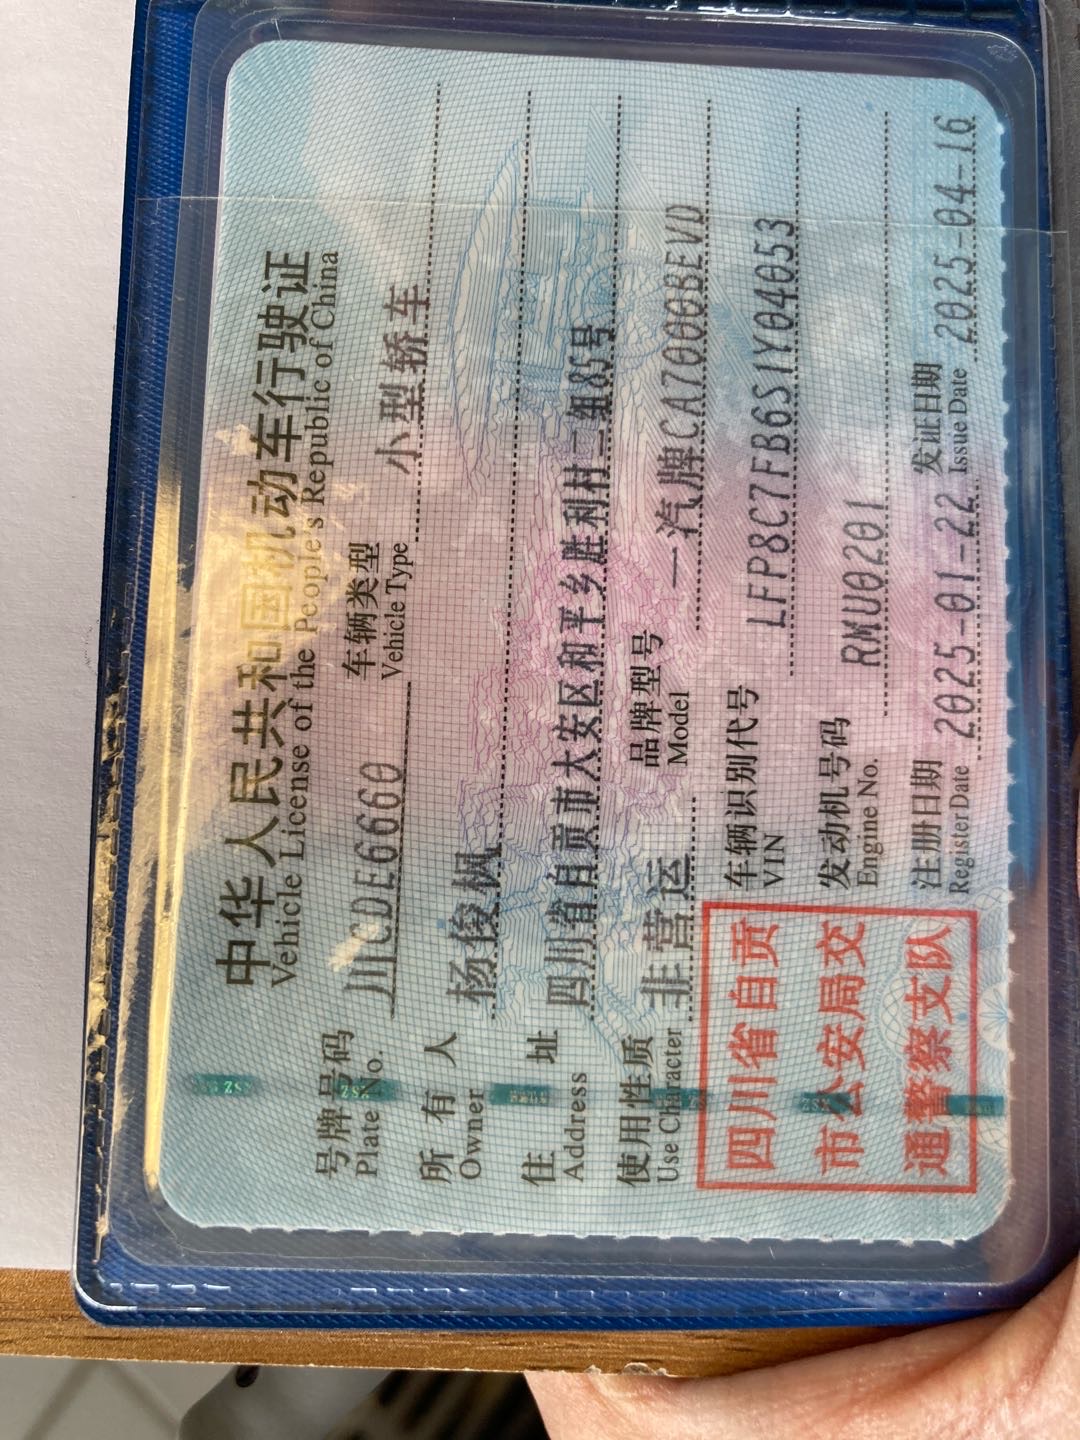 中华人民共和国机动车行驶证
Vehicle License of the People's Republic of China
号牌号码 川CDE6660 车辆类型 小型轿车
Plate No. Vehicle Type
所有人 杨俊枫
Owner
住址 四川省自贡市大安区和平乡胜利村二组85号
Address
使用性质 非营运 品牌型号 一汽牌CA7000BEVD
Use Character Model
车辆识别代号 LFP8C7FB6S1Y04053
VIN
发动机号码 RMU0201
Engine No.
注册日期 2025-01-22 发证日期 2025-04-16
Register Date Issue Date
四川省自贡
市公安局交
通警察支队